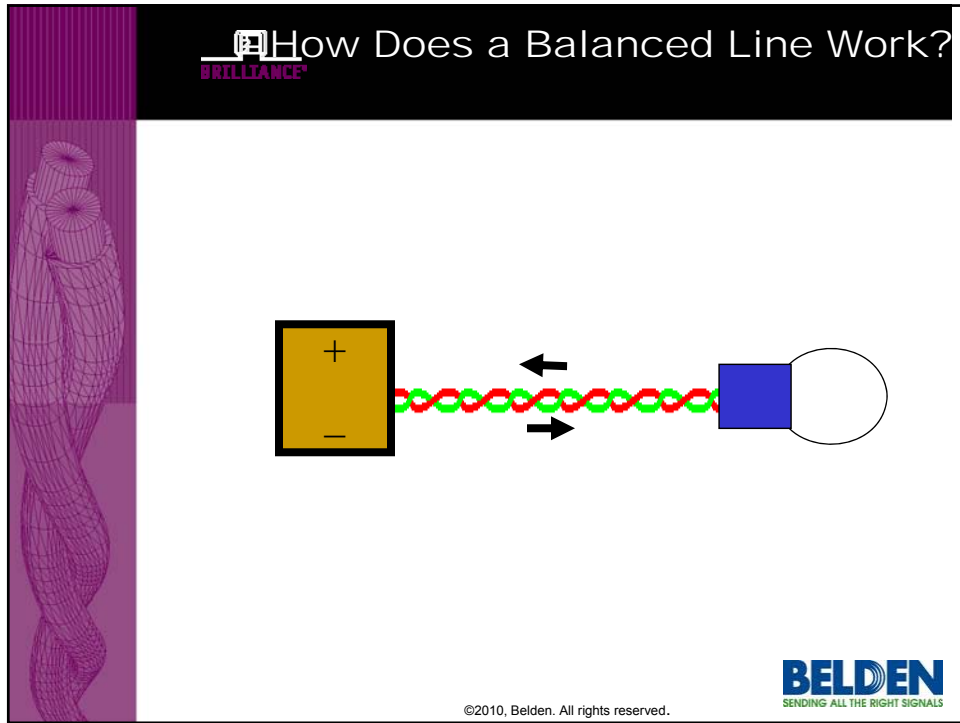 How Does a Balanced Line Work?
BRILLIANCE
+
–
©2010, Belden. All rights reserved.
BELDEN
SENDING ALL THE RIGHT SIGNALS